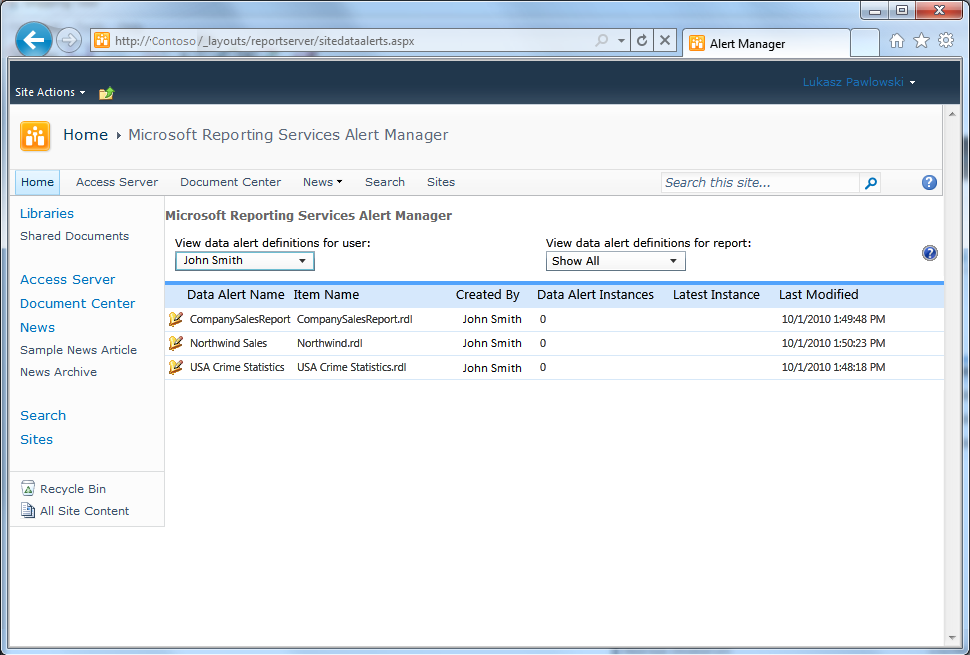 http://Contoso/_layouts/reportserver/sitedataalerts.aspx
Alert Manager
Lukasz Pawlowski
Site Actions
Home ▸ Microsoft Reporting Services Alert Manager
Home Access Server Document Center News Search Sites Search this site...
Libraries
Shared Documents
Access Server
Document Center
News
Sample News Article
News Archive
Search
Sites
Recycle Bin
All Site Content
Microsoft Reporting Services Alert Manager
View data alert definitions for user: View data alert definitions for report:
John Smith Show All
Data Alert Name Item Name Created By Data Alert Instances Latest Instance Last Modified
CompanySalesReport CompanySalesReport.rdl John Smith 0 10/1/2010 1:49:48 PM
Northwind Sales Northwind.rdl John Smith 0 10/1/2010 1:50:23 PM
USA Crime Statistics USA Crime Statistics.rdl John Smith 0 10/1/2010 1:48:18 PM